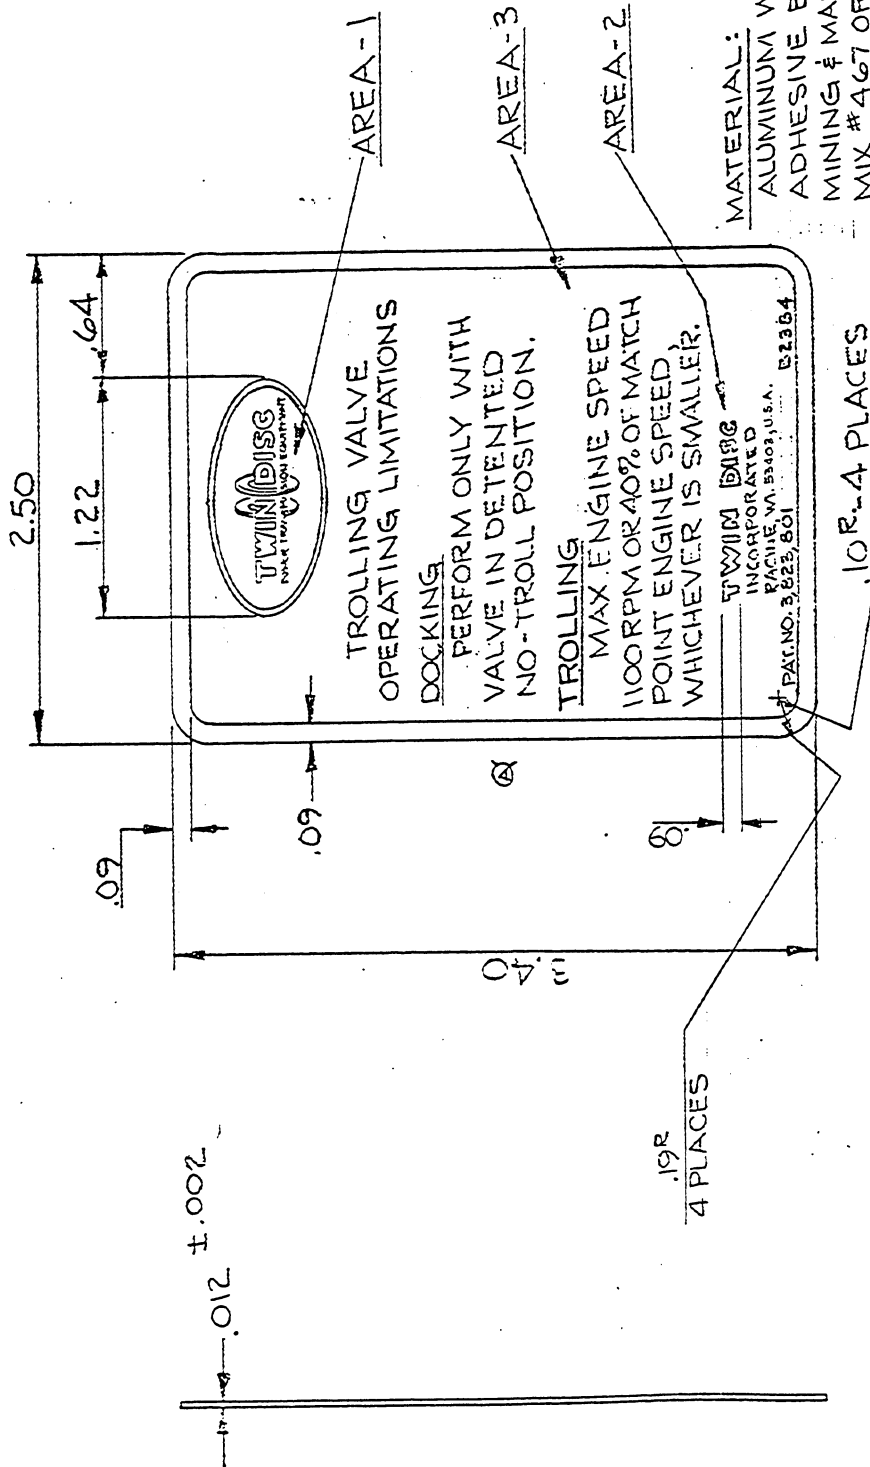 2.50
1.22
.64
.09
.09
3.40
.09
.012 ±.002
.19R
4 PLACES
.10R-4 PLACES
A
AREA-1
AREA-3
AREA-2
TWIN DISC
TROLLING VALVE
OPERATING LIMITATIONS
DOCKING
PERFORM ONLY WITH
VALVE IN DETENTED
NO-TROLL POSITION.
TROLLING
MAX. ENGINE SPEED
1100 RPM OR 40% OF MATCH
POINT ENGINE SPEED,
WHICHEVER IS SMALLER.
TWIN DISC
INCORPORATED
RACINE, WI. 53403, U.S.A.
PAT. NO. 3,823,801 B2384
MATERIAL:
ALUMINUM W
ADHESIVE B
MINING & MA
MIX #467 OR